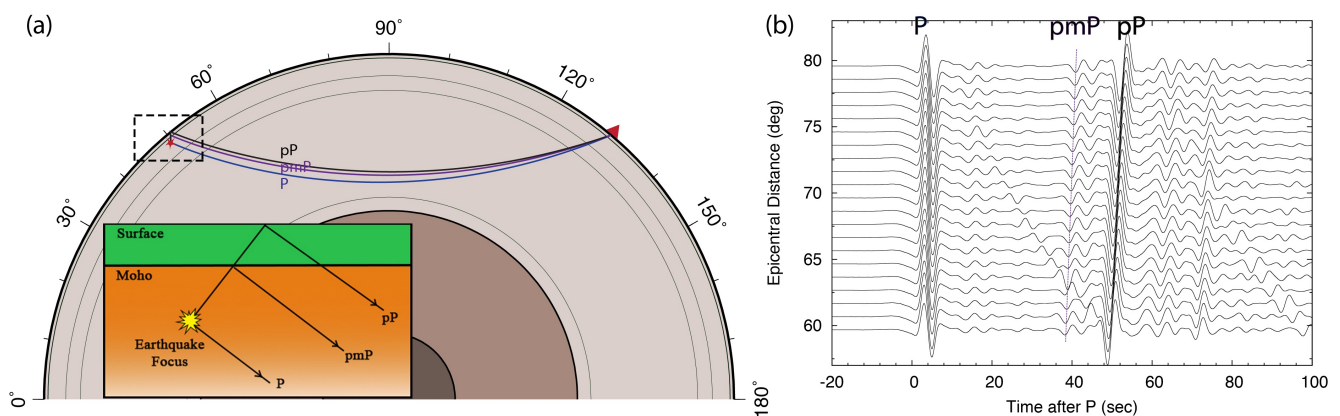 (a)
90°
60°
120°
30°
150°
0°
180°
pP
pmP
P
Surface
Moho
Earthquake
Focus
pP
pmP
P
(b)
P pmP pP
Epicentral Distance (deg)
80
75
70
65
60
-20 0 20 40 60 80 100
Time after P (sec)